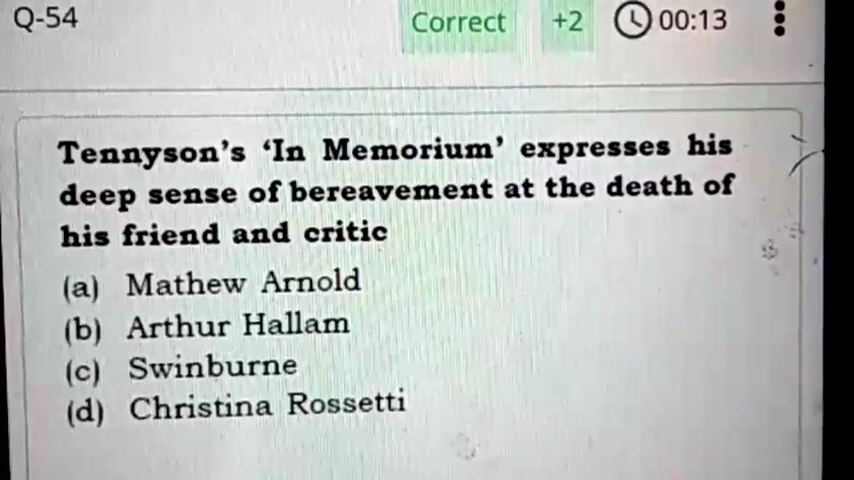 Q-54
Correct
+2
00:13
Tennyson's 'In Memorium' expresses his
deep sense of bereavement at the death of
his friend and critic
(a) Mathew Arnold
(b) Arthur Hallam
(c) Swinburne
(d) Christina Rossetti